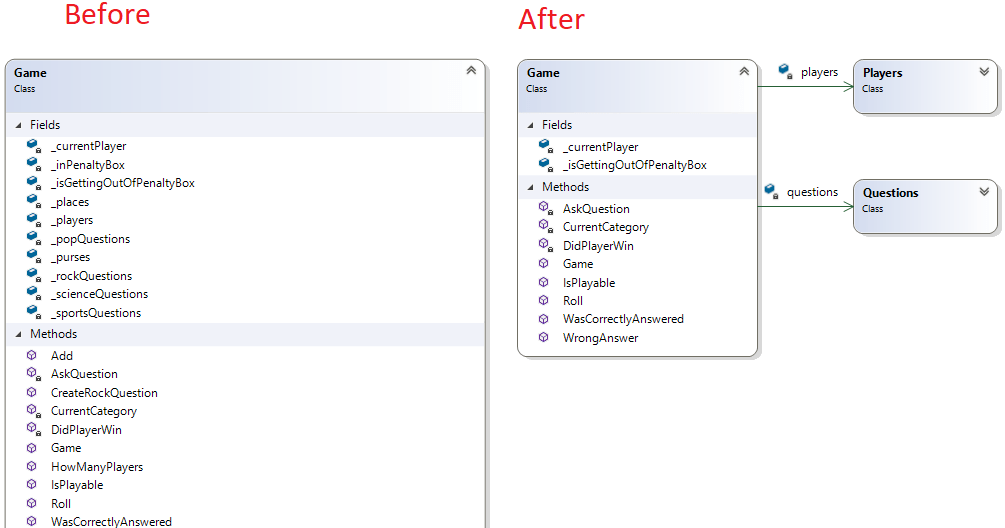 Before
Game
Class
Fields
_currentPlayer
_inPenaltyBox
_isGettingOutOfPenaltyBox
_places
_players
_popQuestions
_purses
_rockQuestions
_scienceQuestions
_sportsQuestions
Methods
Add
AskQuestion
CreateRockQuestion
CurrentCategory
DidPlayerWin
Game
HowManyPlayers
IsPlayable
Roll
WasCorrectlyAnswered
After
Game
Class
Fields
_currentPlayer
_isGettingOutOfPenaltyBox
Methods
AskQuestion
CurrentCategory
DidPlayerWin
Game
IsPlayable
Roll
WasCorrectlyAnswered
WrongAnswer
players
Players
Class
questions
Questions
Class